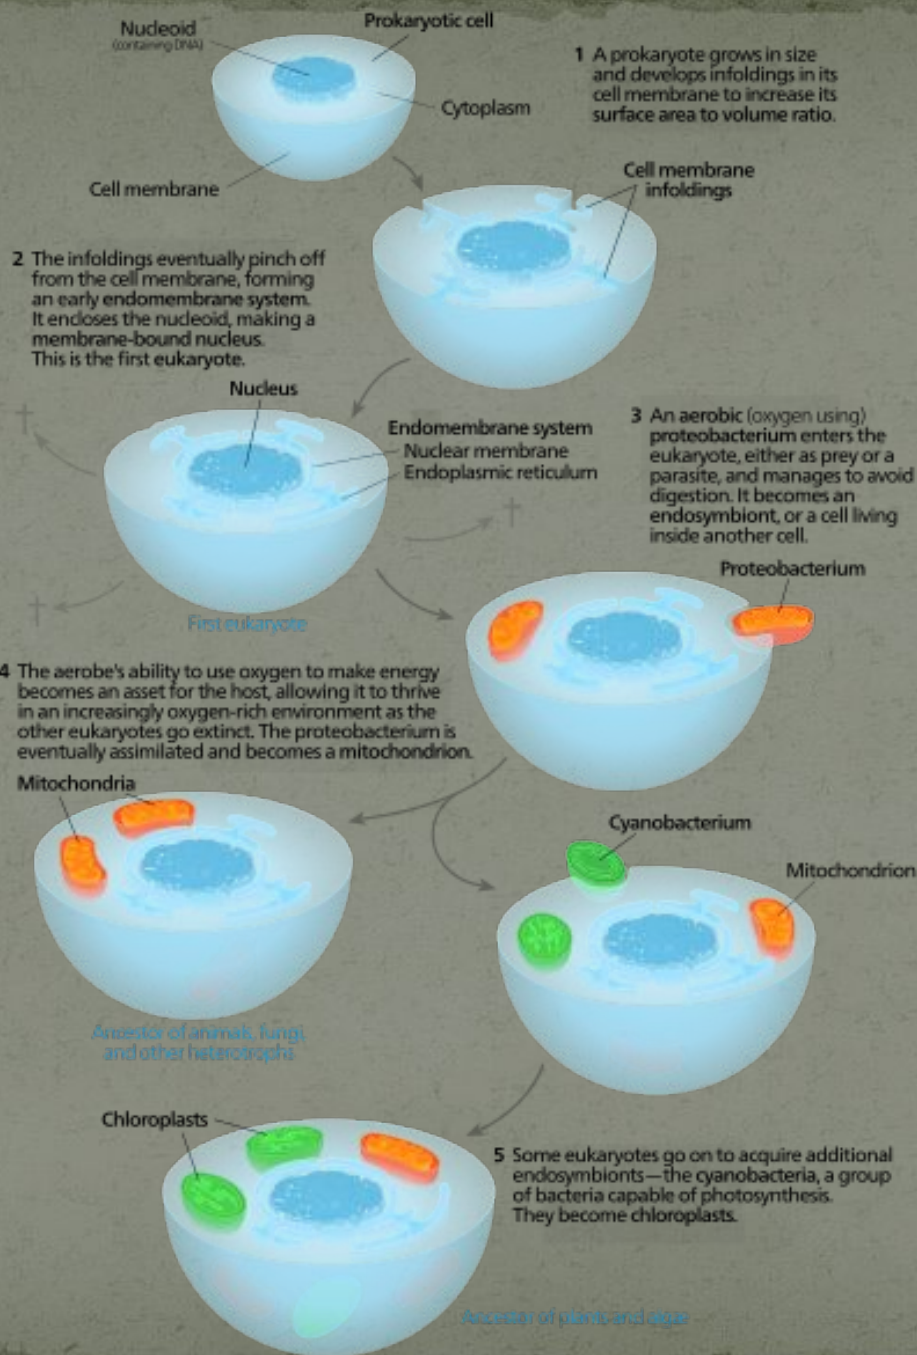 Nucleoid
(containing DNA)
Prokaryotic cell
Cytoplasm
Cell membrane
1 A prokaryote grows in size
and develops infoldings in its
cell membrane to increase its
surface area to volume ratio.
Cell membrane
infoldings
2 The infoldings eventually pinch off
from the cell membrane, forming
an early endomembrane system.
It encloses the nucleoid, making a
membrane-bound nucleus.
This is the first eukaryote.
Nucleus
Endomembrane system
Nuclear membrane
Endoplasmic reticulum
First eukaryote
3 An aerobic (oxygen using)
proteobacterium enters the
eukaryote, either as prey or a
parasite, and manages to avoid
digestion. It becomes an
endosymbiont, or a cell living
inside another cell.
Proteobacterium
4 The aerobe's ability to use oxygen to make energy
becomes an asset for the host, allowing it to thrive
in an increasingly oxygen-rich environment as the
other eukaryotes go extinct. The proteobacterium is
eventually assimilated and becomes a mitochondrion.
Mitochondria
Ancestor of animals, fungi,
and other heterotrophs
Cyanobacterium
Mitochondrion
Chloroplasts
5 Some eukaryotes go on to acquire additional
endosymbionts—the cyanobacteria, a group
of bacteria capable of photosynthesis.
They become chloroplasts.
Ancestor of plants and algae